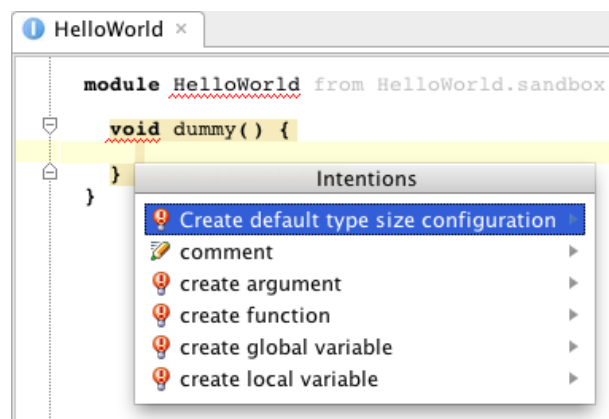 HelloWorld ×
module HelloWorld from HelloWorld.sandbox
void dummy() {
}
}
Intentions
Create default type size configuration
comment
create argument
create function
create global variable
create local variable